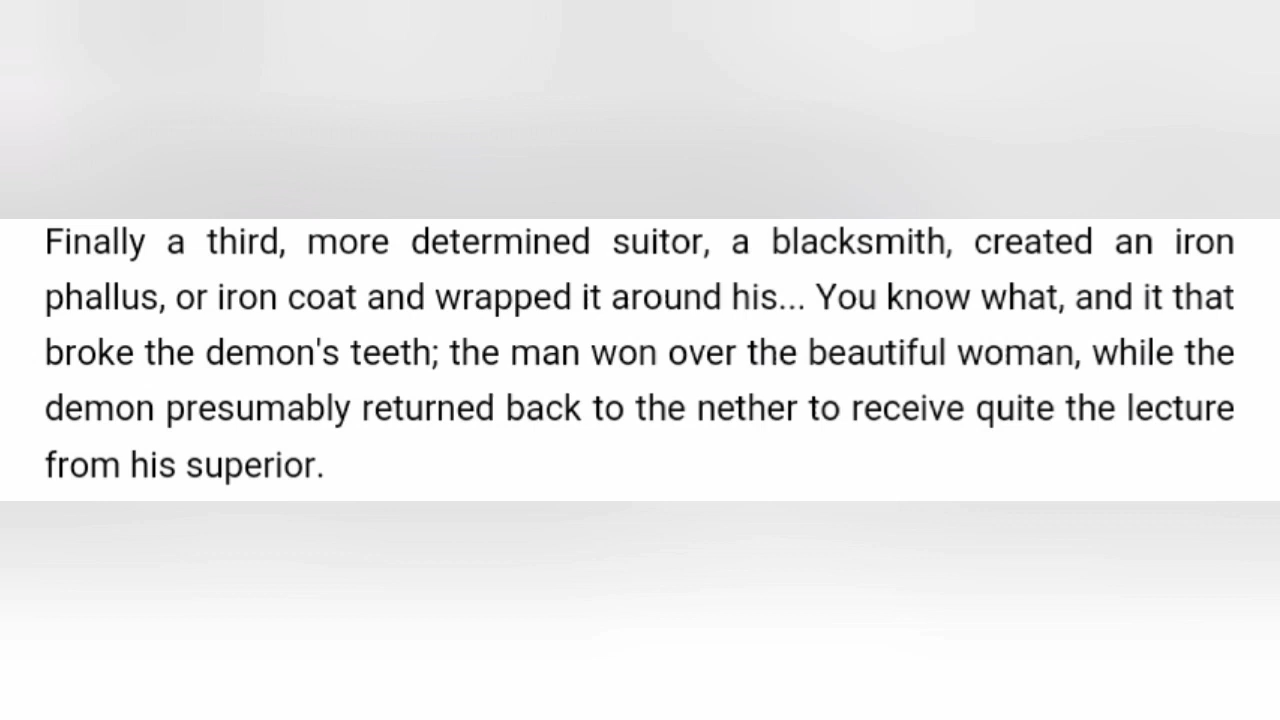 Finally a third, more determined suitor, a blacksmith, created an iron
phallus, or iron coat and wrapped it around his... You know what, and it that
broke the demon's teeth; the man won over the beautiful woman, while the
demon presumably returned back to the nether to receive quite the lecture
from his superior.